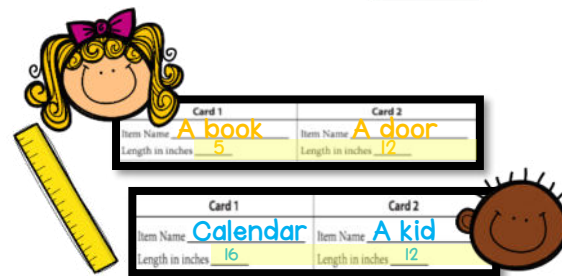 Card 1 Card 2
Item Name A book Item Name A door
Length in inches 5 Length in inches 12
Card 1 Card 2
Item Name Calendar Item Name A kid
Length in inches 16 Length in inches 12